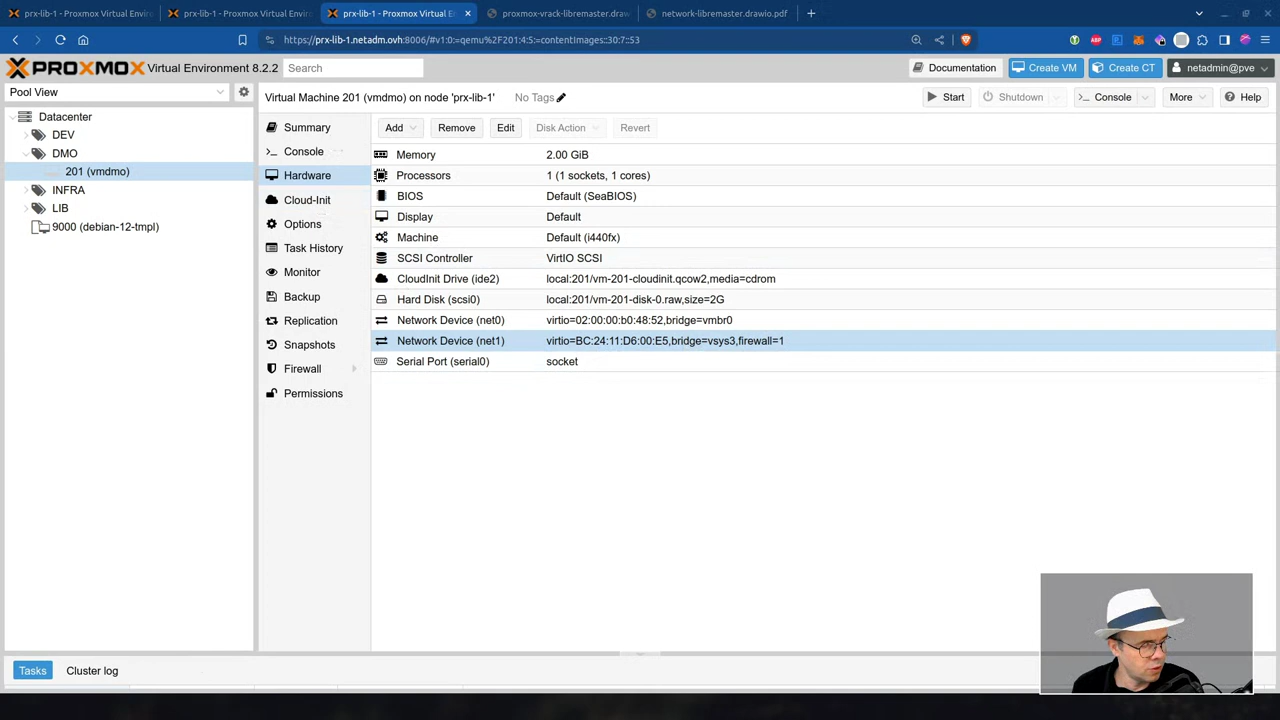 prx-lib-1 - Proxmox Virtual Enviro
prx-lib-1 - Proxmox Virtual Enviro
prx-lib-1 - Proxmox Virtual E
proxmox-vrack-libremaster.draw
network-libremaster.drawio.pdf
https://prx-lib-1.netadm.ovh:8006/#v1:0:=qemu%2F201:4:5:=contentImages::30:7::53
PROXMOX Virtual Environment 8.2.2
Search
Documentation
Create VM
Create CT
netadmin@pve
Pool View
Virtual Machine 201 (vmdmo) on node 'prx-lib-1'
No Tags
Start
Shutdown
Console
More
Help
Datacenter
DEV
DMO
201 (vmdmo)
INFRA
LIB
9000 (debian-12-tmpl)
Summary
Console
Hardware
Cloud-Init
Options
Task History
Monitor
Backup
Replication
Snapshots
Firewall
Permissions
Add
Remove
Edit
Disk Action
Revert
Memory 2.00 GiB
Processors 1 (1 sockets, 1 cores)
BIOS Default (SeaBIOS)
Display Default
Machine Default (i440fx)
SCSI Controller VirtIO SCSI
CloudInit Drive (ide2) local:201/vm-201-cloudinit.qcow2,media=cdrom
Hard Disk (scsi0) local:201/vm-201-disk-0.raw,size=2G
Network Device (net0) virtio=02:00:00:b0:48:52,bridge=vmbr0
Network Device (net1) virtio=BC:24:11:D6:00:E5,bridge=vsys3,firewall=1
Serial Port (serial0) socket
Tasks
Cluster log